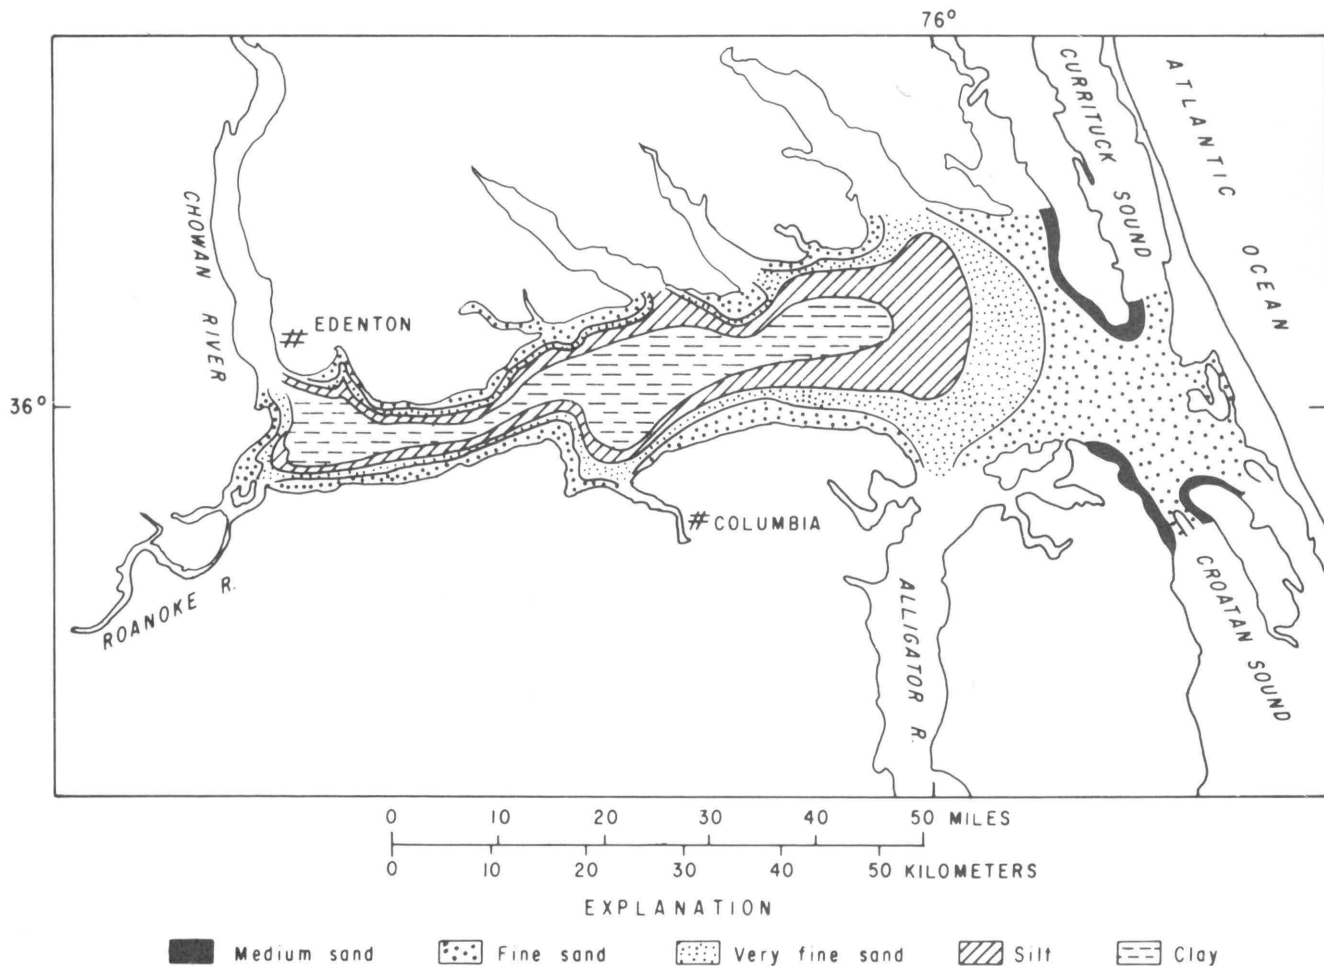 76°
ATLANTIC OCEAN
CURRITUCK SOUND
CHOWAN RIVER
# EDENTON
36°
# COLUMBIA
ROANOKE R.
ALLIGATOR R.
CROATAN SOUND
0 10 20 30 40 50 MILES
0 10 20 30 40 50 KILOMETERS
EXPLANATION
Medium sand Fine sand Very fine sand Silt Clay